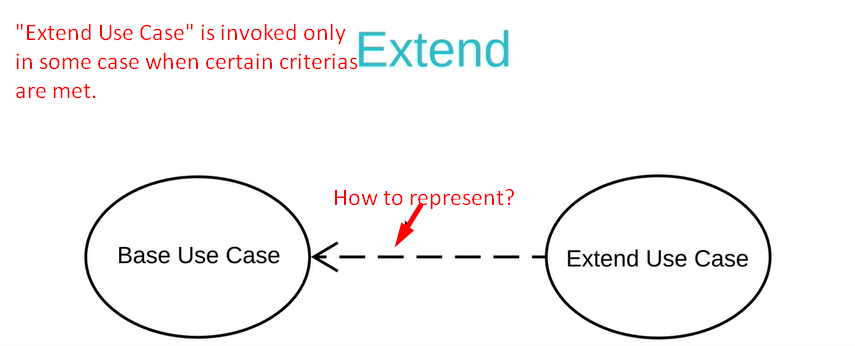 "Extend Use Case" is invoked only
in some case when certain criterias
are met.
Extend
How to represent?
Base Use Case
Extend Use Case